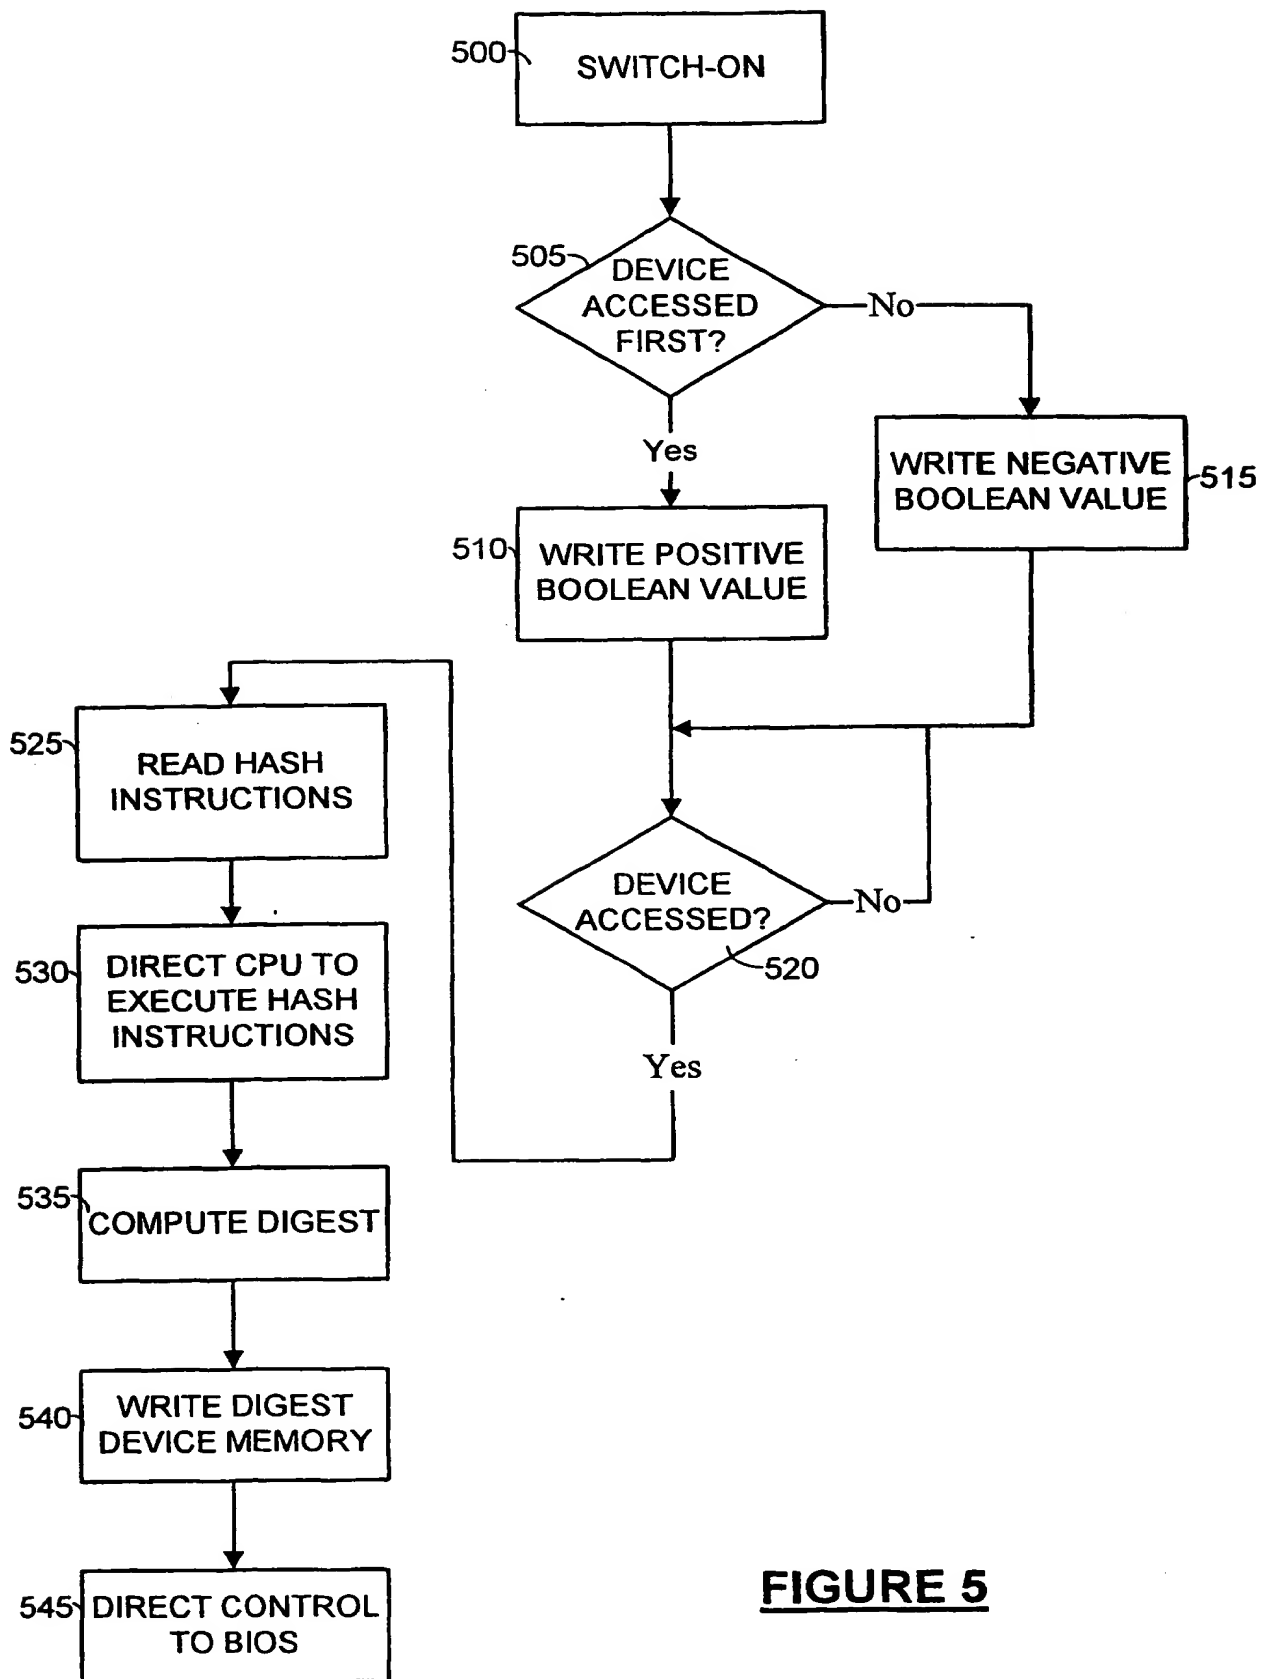 500
SWITCH-ON
505
DEVICE
ACCESSED
FIRST?
No
Yes
WRITE NEGATIVE
BOOLEAN VALUE
515
510
WRITE POSITIVE
BOOLEAN VALUE
525
READ HASH
INSTRUCTIONS
DEVICE
ACCESSED?
No
520
530
DIRECT CPU TO
EXECUTE HASH
INSTRUCTIONS
Yes
535
COMPUTE DIGEST
540
WRITE DIGEST
DEVICE MEMORY
545
DIRECT CONTROL
TO BIOS
FIGURE 5